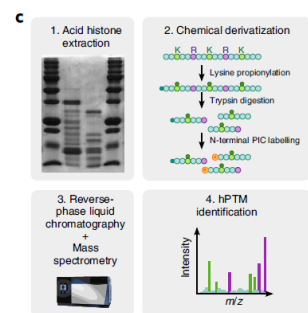 c
1. Acid histone
extraction
2. Chemical derivatization
K R K R K
Lysine propionylation
Trypsin digestion
N-terminal PIC labelling
3. Reverse-
phase liquid
chromatography
+
Mass
spectrometry
4. hPTM
identification
Intensity
m/z